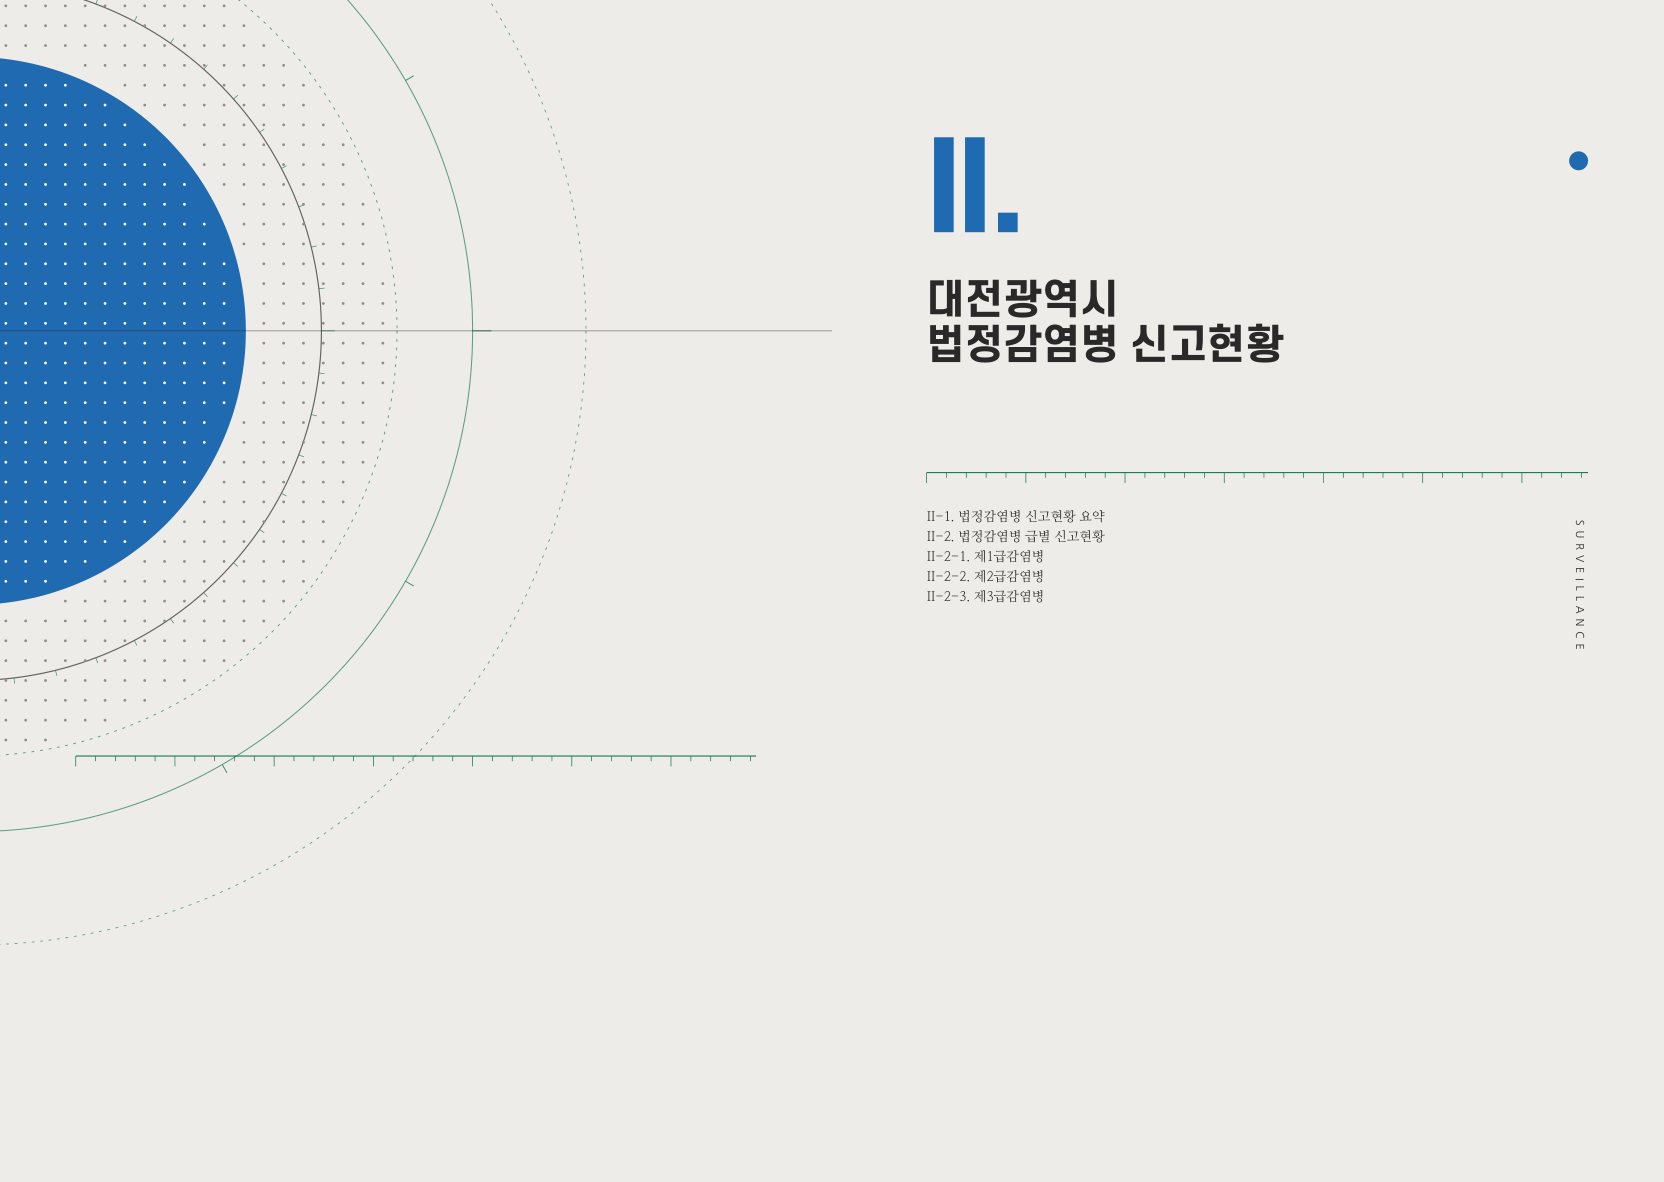 II.
대전광역시
법정감염병 신고현황
II-1. 법정감염병 신고현황 요약
II-2. 법정감염병 급별 신고현황
II-2-1. 제1급감염병
II-2-2. 제2급감염병
II-2-3. 제3급감염병
SURVEILLANCE